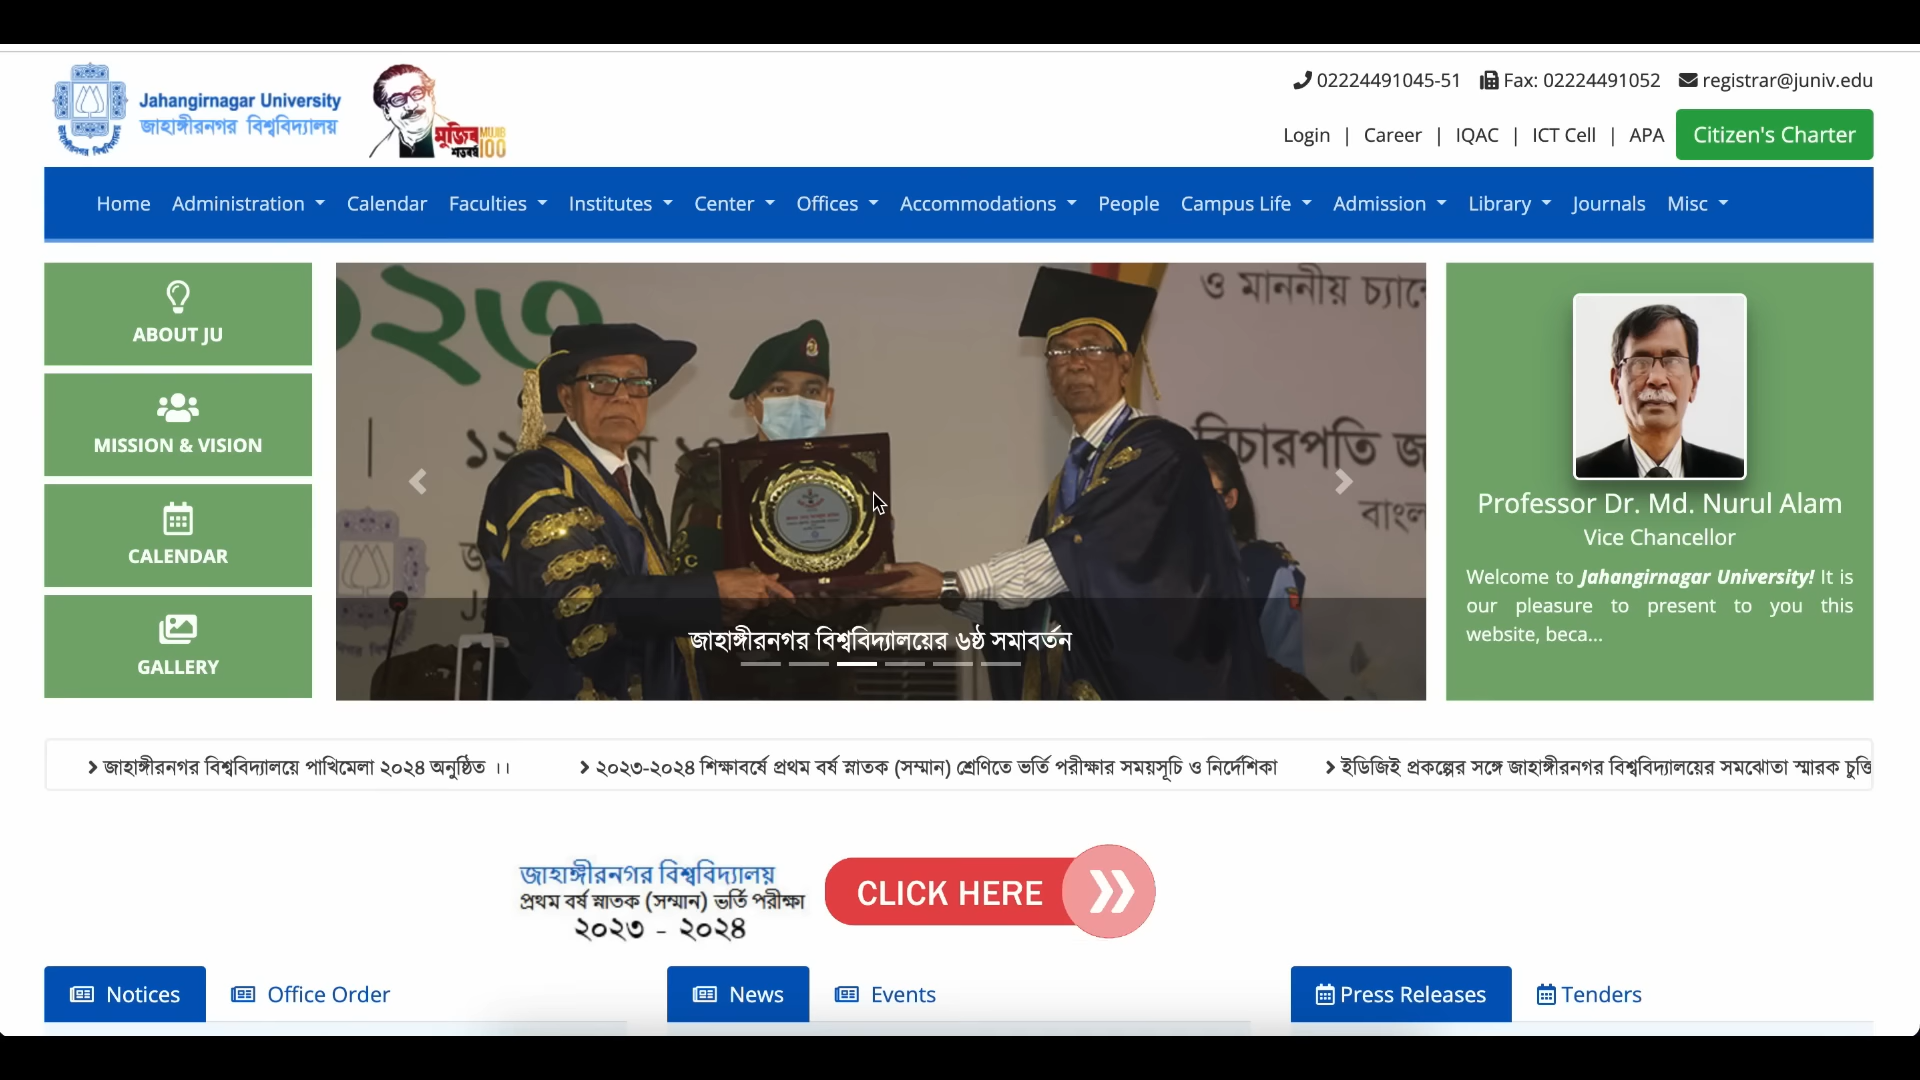 Jahangirnagar University
জাহাঙ্গীরনগর বিশ্ববিদ্যালয়
মুজিব
শতবর্ষ
MUJIB
100
02224491045-51 Fax: 02224491052 registrar@juniv.edu
Login | Career | IQAC | ICT Cell | APA Citizen's Charter
Home Administration Calendar Faculties Institutes Center Offices Accommodations People Campus Life Admission Library Journals Misc
ABOUT JU
MISSION & VISION
CALENDAR
GALLERY
২০২৩
ও মাননীয়
জাহাঙ্গীরনগর বিশ্ববিদ্যালয়ের ৬ষ্ঠ সমাবর্তন
Professor Dr. Md. Nurul Alam
Vice Chancellor
Welcome to Jahangirnagar University! It is
our pleasure to present to you this
website, beca...
জাহাঙ্গীরনগর বিশ্ববিদ্যালয়ে পাখিমেলা ২০২৪ অনুষ্ঠিত ।। ২০২৩-২০২৪ শিক্ষাবর্ষে প্রথম বর্ষ স্নাতক (সম্মান) শ্রেণিতে ভর্তি পরীক্ষার সময়সূচি ও নির্দেশিকা ইডিজিই প্রকল্পের সঙ্গে জাহাঙ্গীরনগর বিশ্ববিদ্যালয়ের সমঝোতা স্মারক চুক্তি
জাহাঙ্গীরনগর বিশ্ববিদ্যালয়
প্রথম বর্ষ স্নাতক (সম্মান) ভর্তি পরীক্ষা
২০২৩ - ২০২৪
CLICK HERE
Notices Office Order News Events Press Releases Tenders